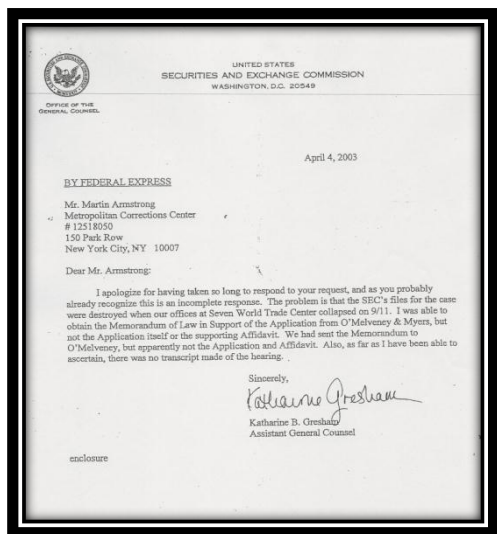 UNITED STATES
SECURITIES AND EXCHANGE COMMISSION
WASHINGTON, D.C. 20549
OFFICE OF THE
GENERAL COUNSEL
April 4, 2003
BY FEDERAL EXPRESS
Mr. Martin Armstrong
Metropolitan Corrections Center
# 12518050
150 Park Row
New York City, NY 10007
Dear Mr. Armstrong:
I apologize for having taken so long to respond to your request, and as you probably
already recognize this is an incomplete response. The problem is that the SEC's files for the case
were destroyed when our offices at Seven World Trade Center collapsed on 9/11. I was able to
obtain the Memorandum of Law in Support of the Application from O'Melveney & Myers, but
not the Application itself or the supporting Affidavit. We had sent the Memorandum to
O'Melveney, but apparently not the Application and Affidavit. Also, as far as I have been able to
ascertain, there was no transcript made of the hearing.
Sincerely,
Katharine Gresham
Katharine B. Gresham
Assistant General Counsel
enclosure